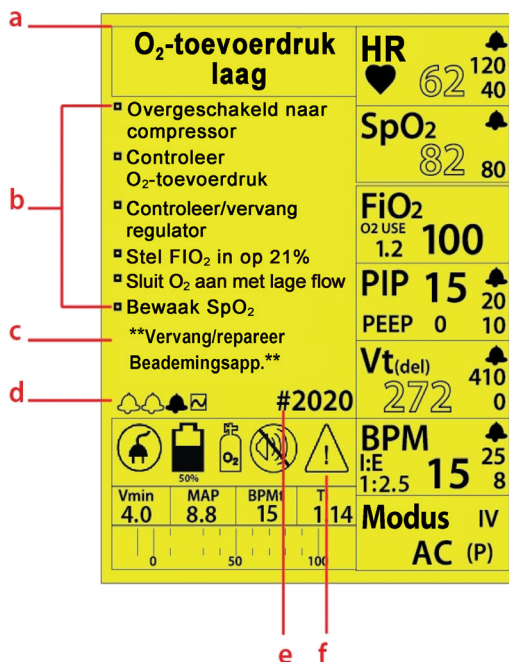 a
O₂-toevoerdruk
laag
Overgeschakeld naar
compressor
Controleer
O₂-toevoerdruk
b
Controleer/vervang
regulator
Stel FIO₂ in op 21%
Sluit O₂ aan met lage flow
Bewaak SpO₂
c
**Vervang/repareer
Beademingsapp.**
d
#2020
O₂
50%
!
Vmin MAP BPMt
4.0 8.8 15 1.14
0 50 100
HR
62 120
40
SpO₂
82 80
FiO₂
O2 USE
1.2 100
PIP 15 20
PEEP 0 10
Vt(del) 410
272 0
BPM
I:E 25
1:2.5 15 8
Modus IV
AC (P)
e f